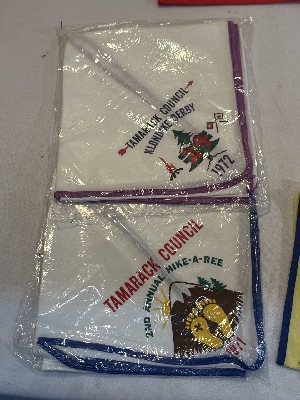 TAMARACK COUNCIL
KLONDIKE DERBY
1972
TAMARACK COUNCIL
2ND ANNUAL HIKE-A-REE
1971